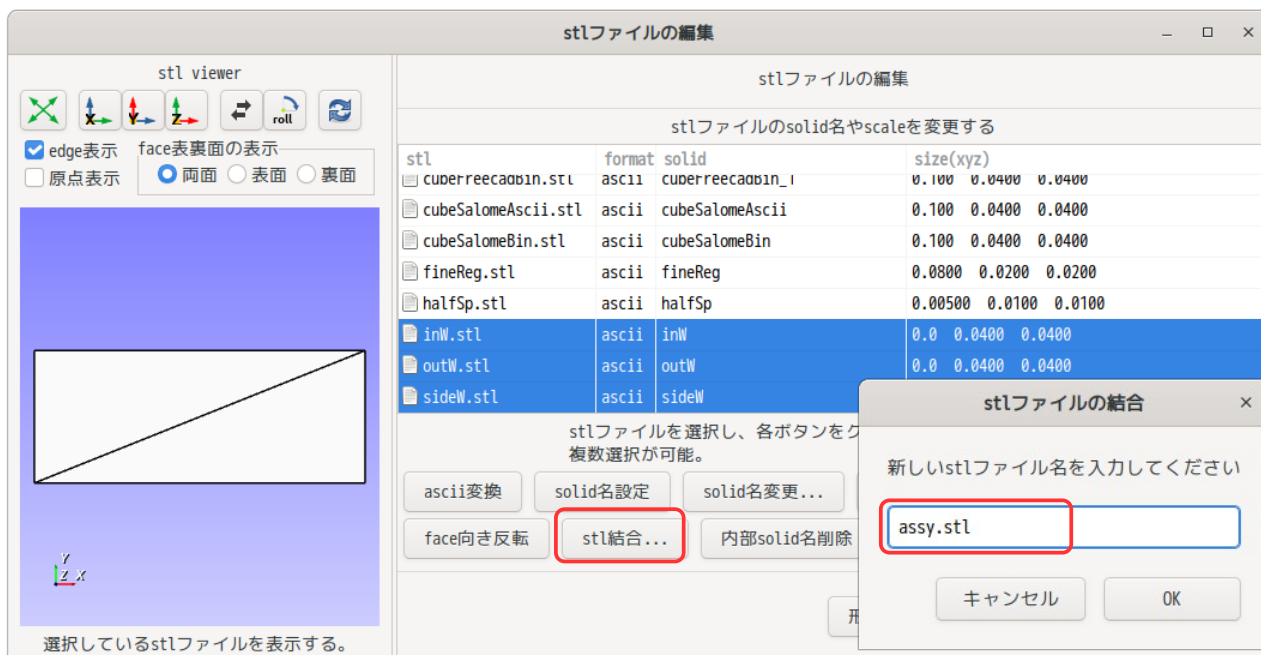 stlファイルの編集
stl viewer
X Y Z roll
edge表示
face表裏面の表示
原点表示
両面 表面 裏面
Y
Z X
選択しているstlファイルを表示する。
stlファイルの編集
stlファイルのsolid名やscaleを変更する
stl format solid size(xyz)
cubeFreecadBin.stl ascii cubeFreecadBin_1 0.100 0.0400 0.0400
cubeSalomeAscii.stl ascii cubeSalomeAscii 0.100 0.0400 0.0400
cubeSalomeBin.stl ascii cubeSalomeBin 0.100 0.0400 0.0400
fineReg.stl ascii fineReg 0.0800 0.0200 0.0200
halfSp.stl ascii halfSp 0.00500 0.0100 0.0100
inW.stl ascii inW 0.0 0.0400 0.0400
outW.stl ascii outW 0.0 0.0400 0.0400
sideW.stl ascii sideW
stlファイルを選択し、各ボタンをク
複数選択が可能。
ascii変換 solid名設定 solid名変更...
face向き反転 stl結合... 内部solid名削除
stlファイルの結合
新しいstlファイル名を入力してください
assy.stl
キャンセル OK